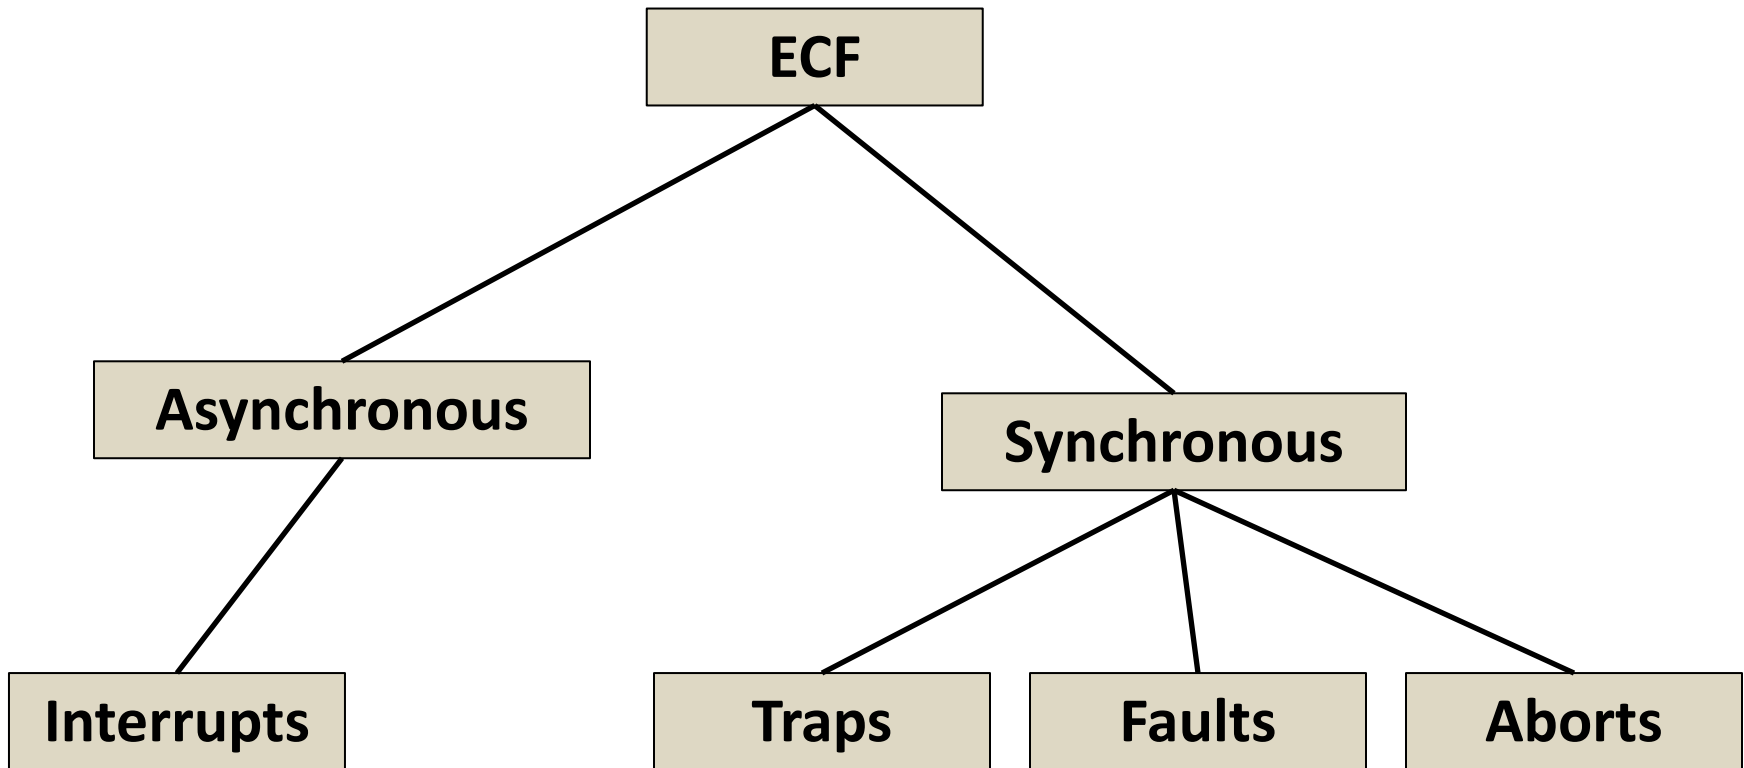 ECF
Asynchronous
Synchronous
Interrupts
Traps
Faults
Aborts